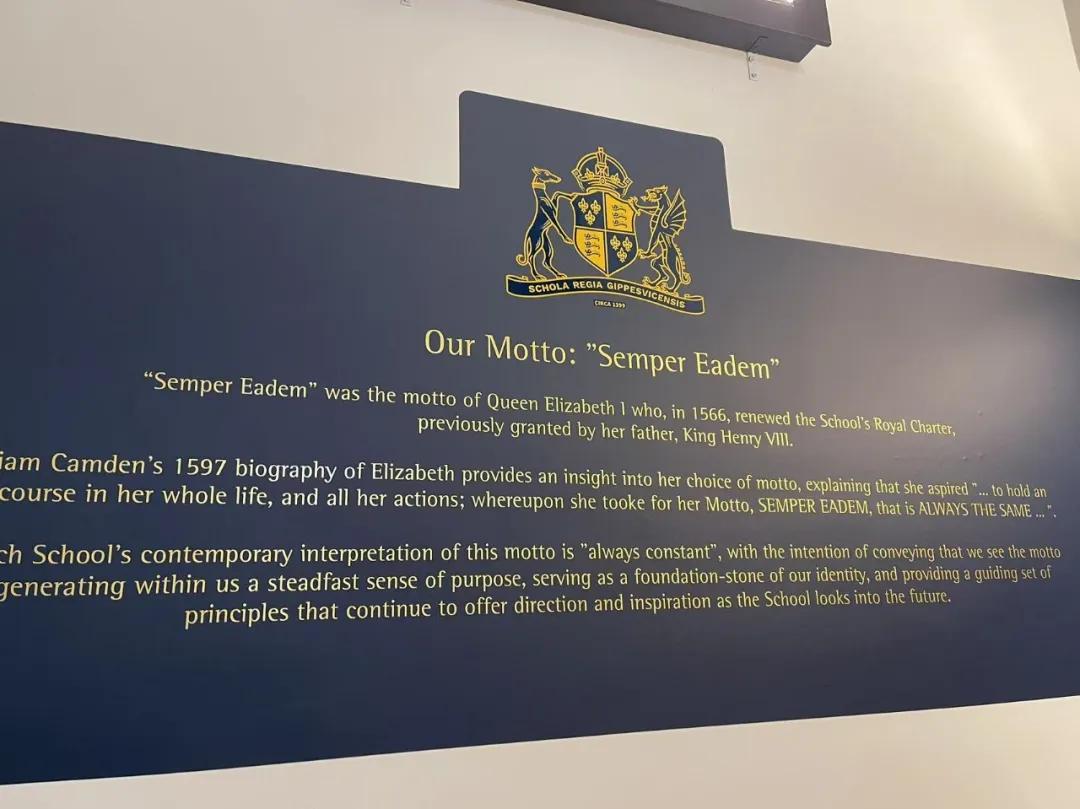 SCHOLA REGIA GIPPESVICENSIS
CIRCA 1399
Our Motto: "Semper Eadem"
“Semper Eadem” was the motto of Queen Elizabeth I who, in 1566, renewed the School's Royal Charter,
previously granted by her father, King Henry VIII.
iam Camden's 1597 biography of Elizabeth provides an insight into her choice of motto, explaining that she aspired "... to hold an
course in her whole life, and all her actions; whereupon she tooke for her Motto, SEMPER EADEM, that is ALWAYS THE SAME ... ".
ch School's contemporary interpretation of this motto is "always constant", with the intention of conveying that we see the motto
generating within us a steadfast sense of purpose, serving as a foundation-stone of our identity, and providing a guiding set of
principles that continue to offer direction and inspiration as the School looks into the future.